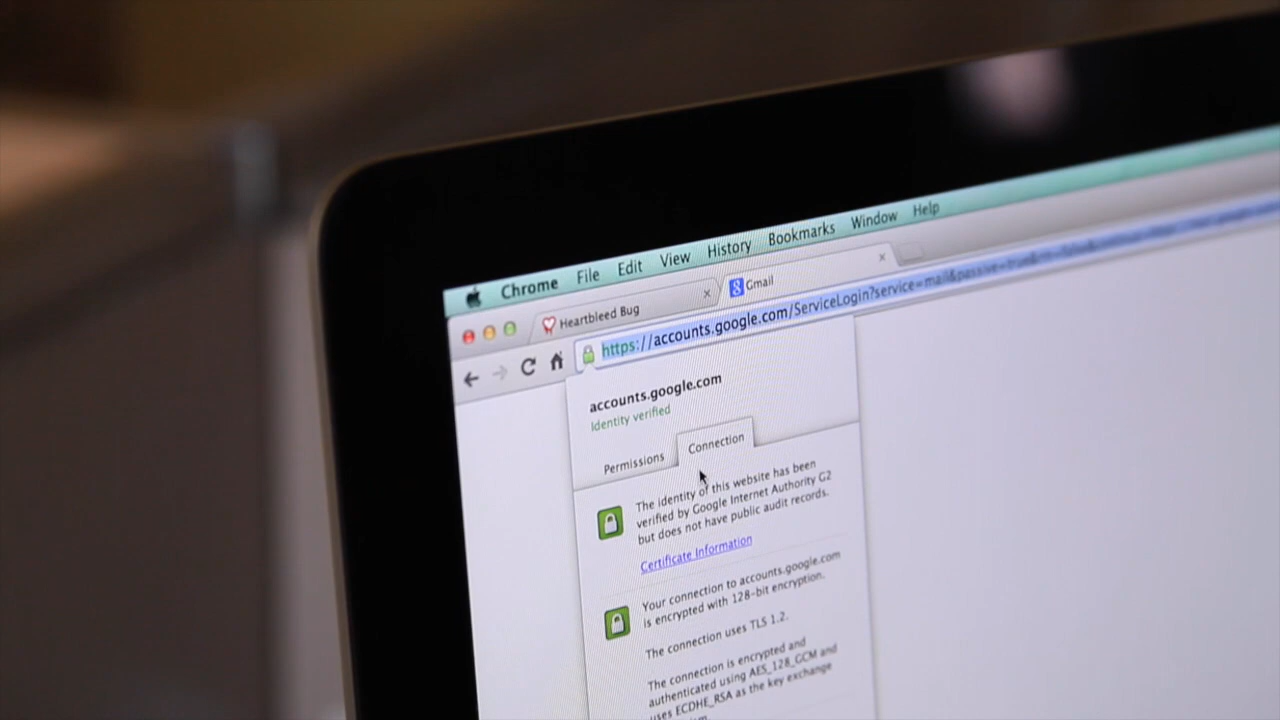 Chrome File Edit View History Bookmarks Window Help
Heartbleed Bug
Gmail
https://accounts.google.com/ServiceLogin?service=mail&passive=true&rm=false&continue=
accounts.google.com
Identity verified
Permissions
Connection
The identity of this website has been
verified by Google Internet Authority G2
but does not have public audit records.
Certificate Information
Your connection to accounts.google.com
is encrypted with 128-bit encryption.
The connection uses TLS 1.2.
The connection is encrypted and
authenticated using AES_128_GCM and
uses ECDHE_RSA as the key exchange